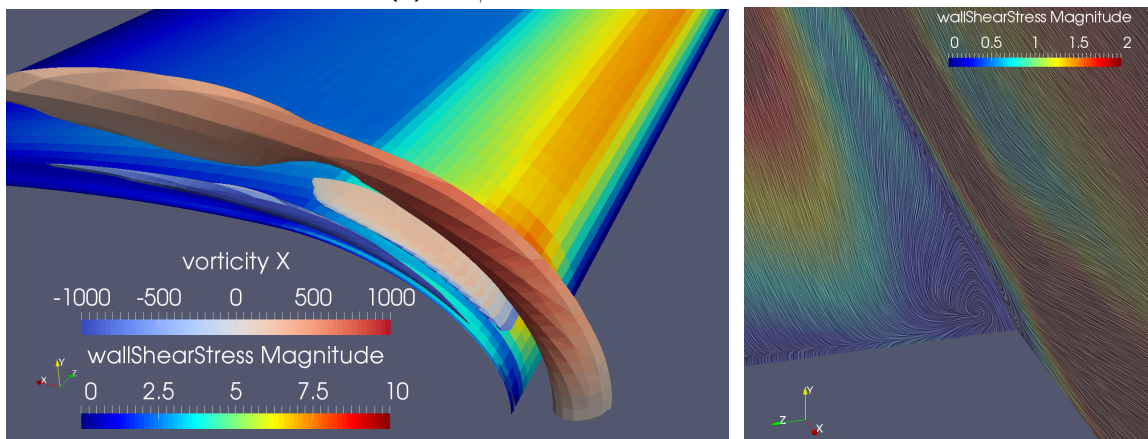 vorticity X
-1000 -500 0 500 1000
wallShearStress Magnitude
0 2.5 5 7.5 10
Y
X
Z
wallShearStress Magnitude
0 0.5 1 1.5 2
Y
Z
X